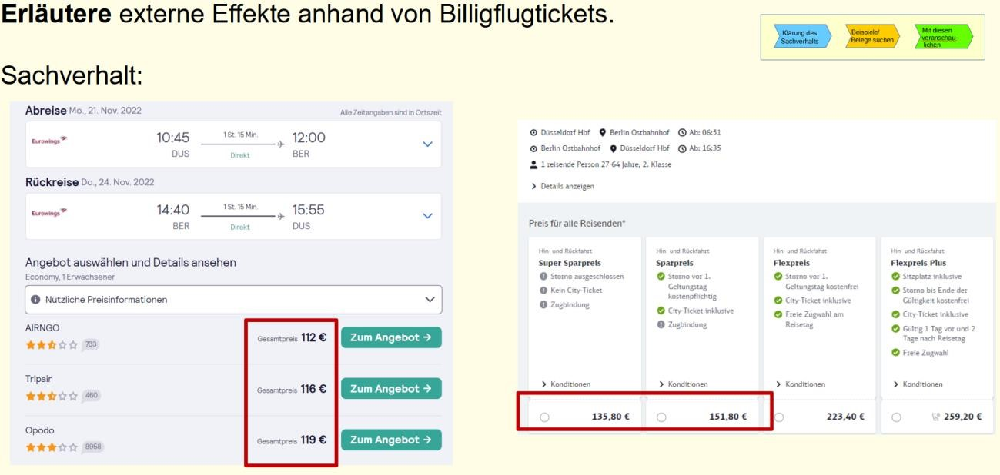 Erläutere externe Effekte anhand von Billigflugtickets.
Klärung des
Sachverhalts
Beispiele/
Belege suchen
Mit diesen
veranschau-
lichen
Sachverhalt:
Abreise Mo., 21. Nov. 2022
Alle Zeitangaben sind in Ortszeit
Eurowings
10:45
1 St. 15 Min.
12:00
DUS
Direkt
BER
Rückreise Do., 24. Nov. 2022
Eurowings
14:40
1 St. 15 Min.
15:55
BER
Direkt
DUS
Angebot auswählen und Details ansehen
Economy, 1 Erwachsener
Nützliche Preisinformationen
AIRNGO
733
Gesamtpreis 112 €
Zum Angebot →
Tripair
460
Gesamtpreis 116 €
Zum Angebot →
Opodo
8958
Gesamtpreis 119 €
Zum Angebot →
Düsseldorf Hbf Berlin Ostbahnhof Ab: 06:51
Berlin Ostbahnhof Düsseldorf Hbf Ab: 16:35
1 reisende Person 27-64 Jahre, 2. Klasse
Details anzeigen
Preis für alle Reisenden*
Hin- und Rückfahrt
Super Sparpreis
Storno ausgeschlossen
Kein City-Ticket
Zugbindung
Konditionen
135,80 €
Hin- und Rückfahrt
Sparpreis
Storno vor 1.
Geltungstag
kostenpflichtig
City-Ticket inklusive
Zugbindung
Konditionen
151,80 €
Hin- und Rückfahrt
Flexpreis
Storno vor 1.
Geltungstag kostenfrei
City-Ticket inklusive
Freie Zugwahl am
Reisetag
Konditionen
223,40 €
Hin- und Rückfahrt
Flexpreis Plus
Sitzplatz inklusive
Storno bis Ende der
Gültigkeit kostenfrei
City-Ticket inklusive
Gültig 1 Tag vor und 2
Tage nach Reisetag
Freie Zugwahl
Konditionen
259,20 €